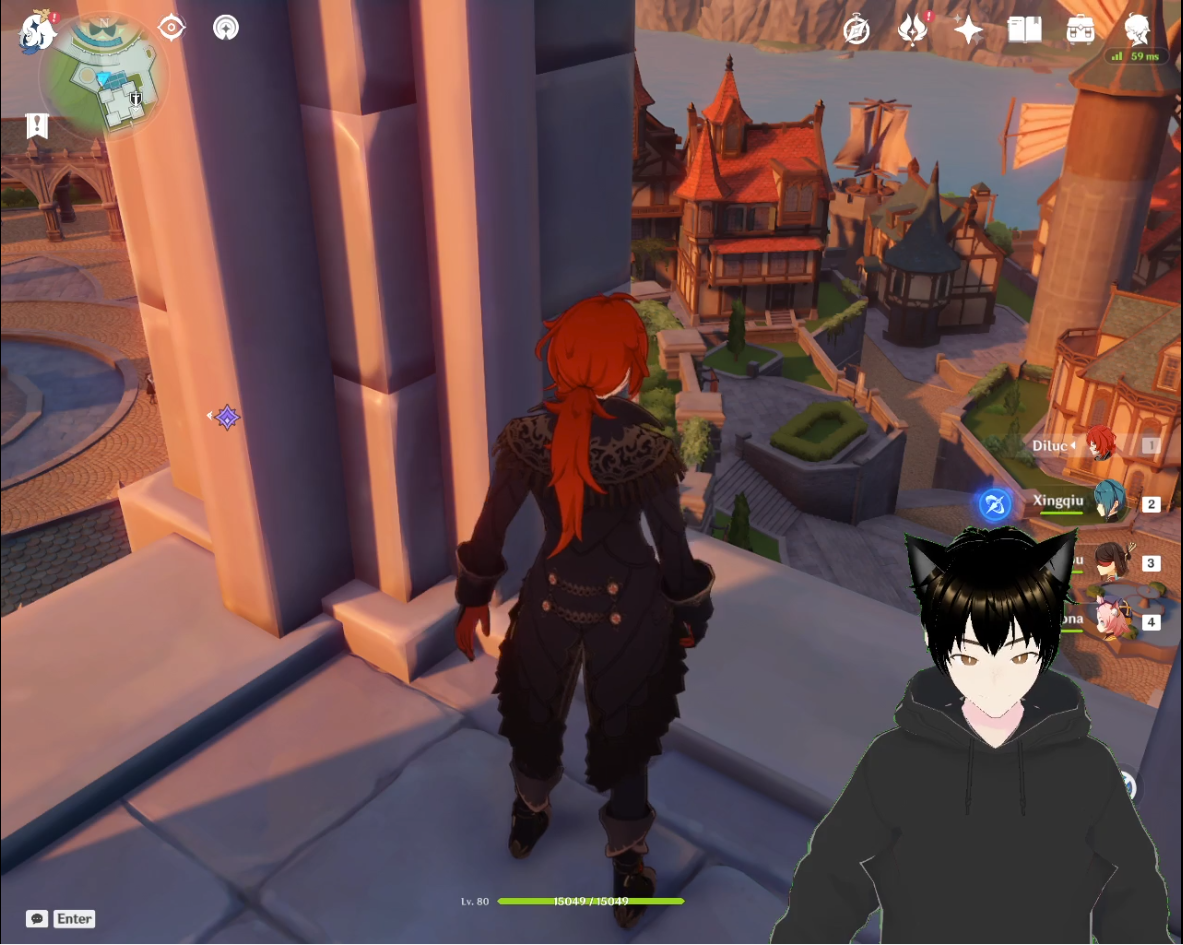 N
59 ms
Diluc
1
Xingqiu
2
3
4
Lv. 80
15049 / 15049
Enter